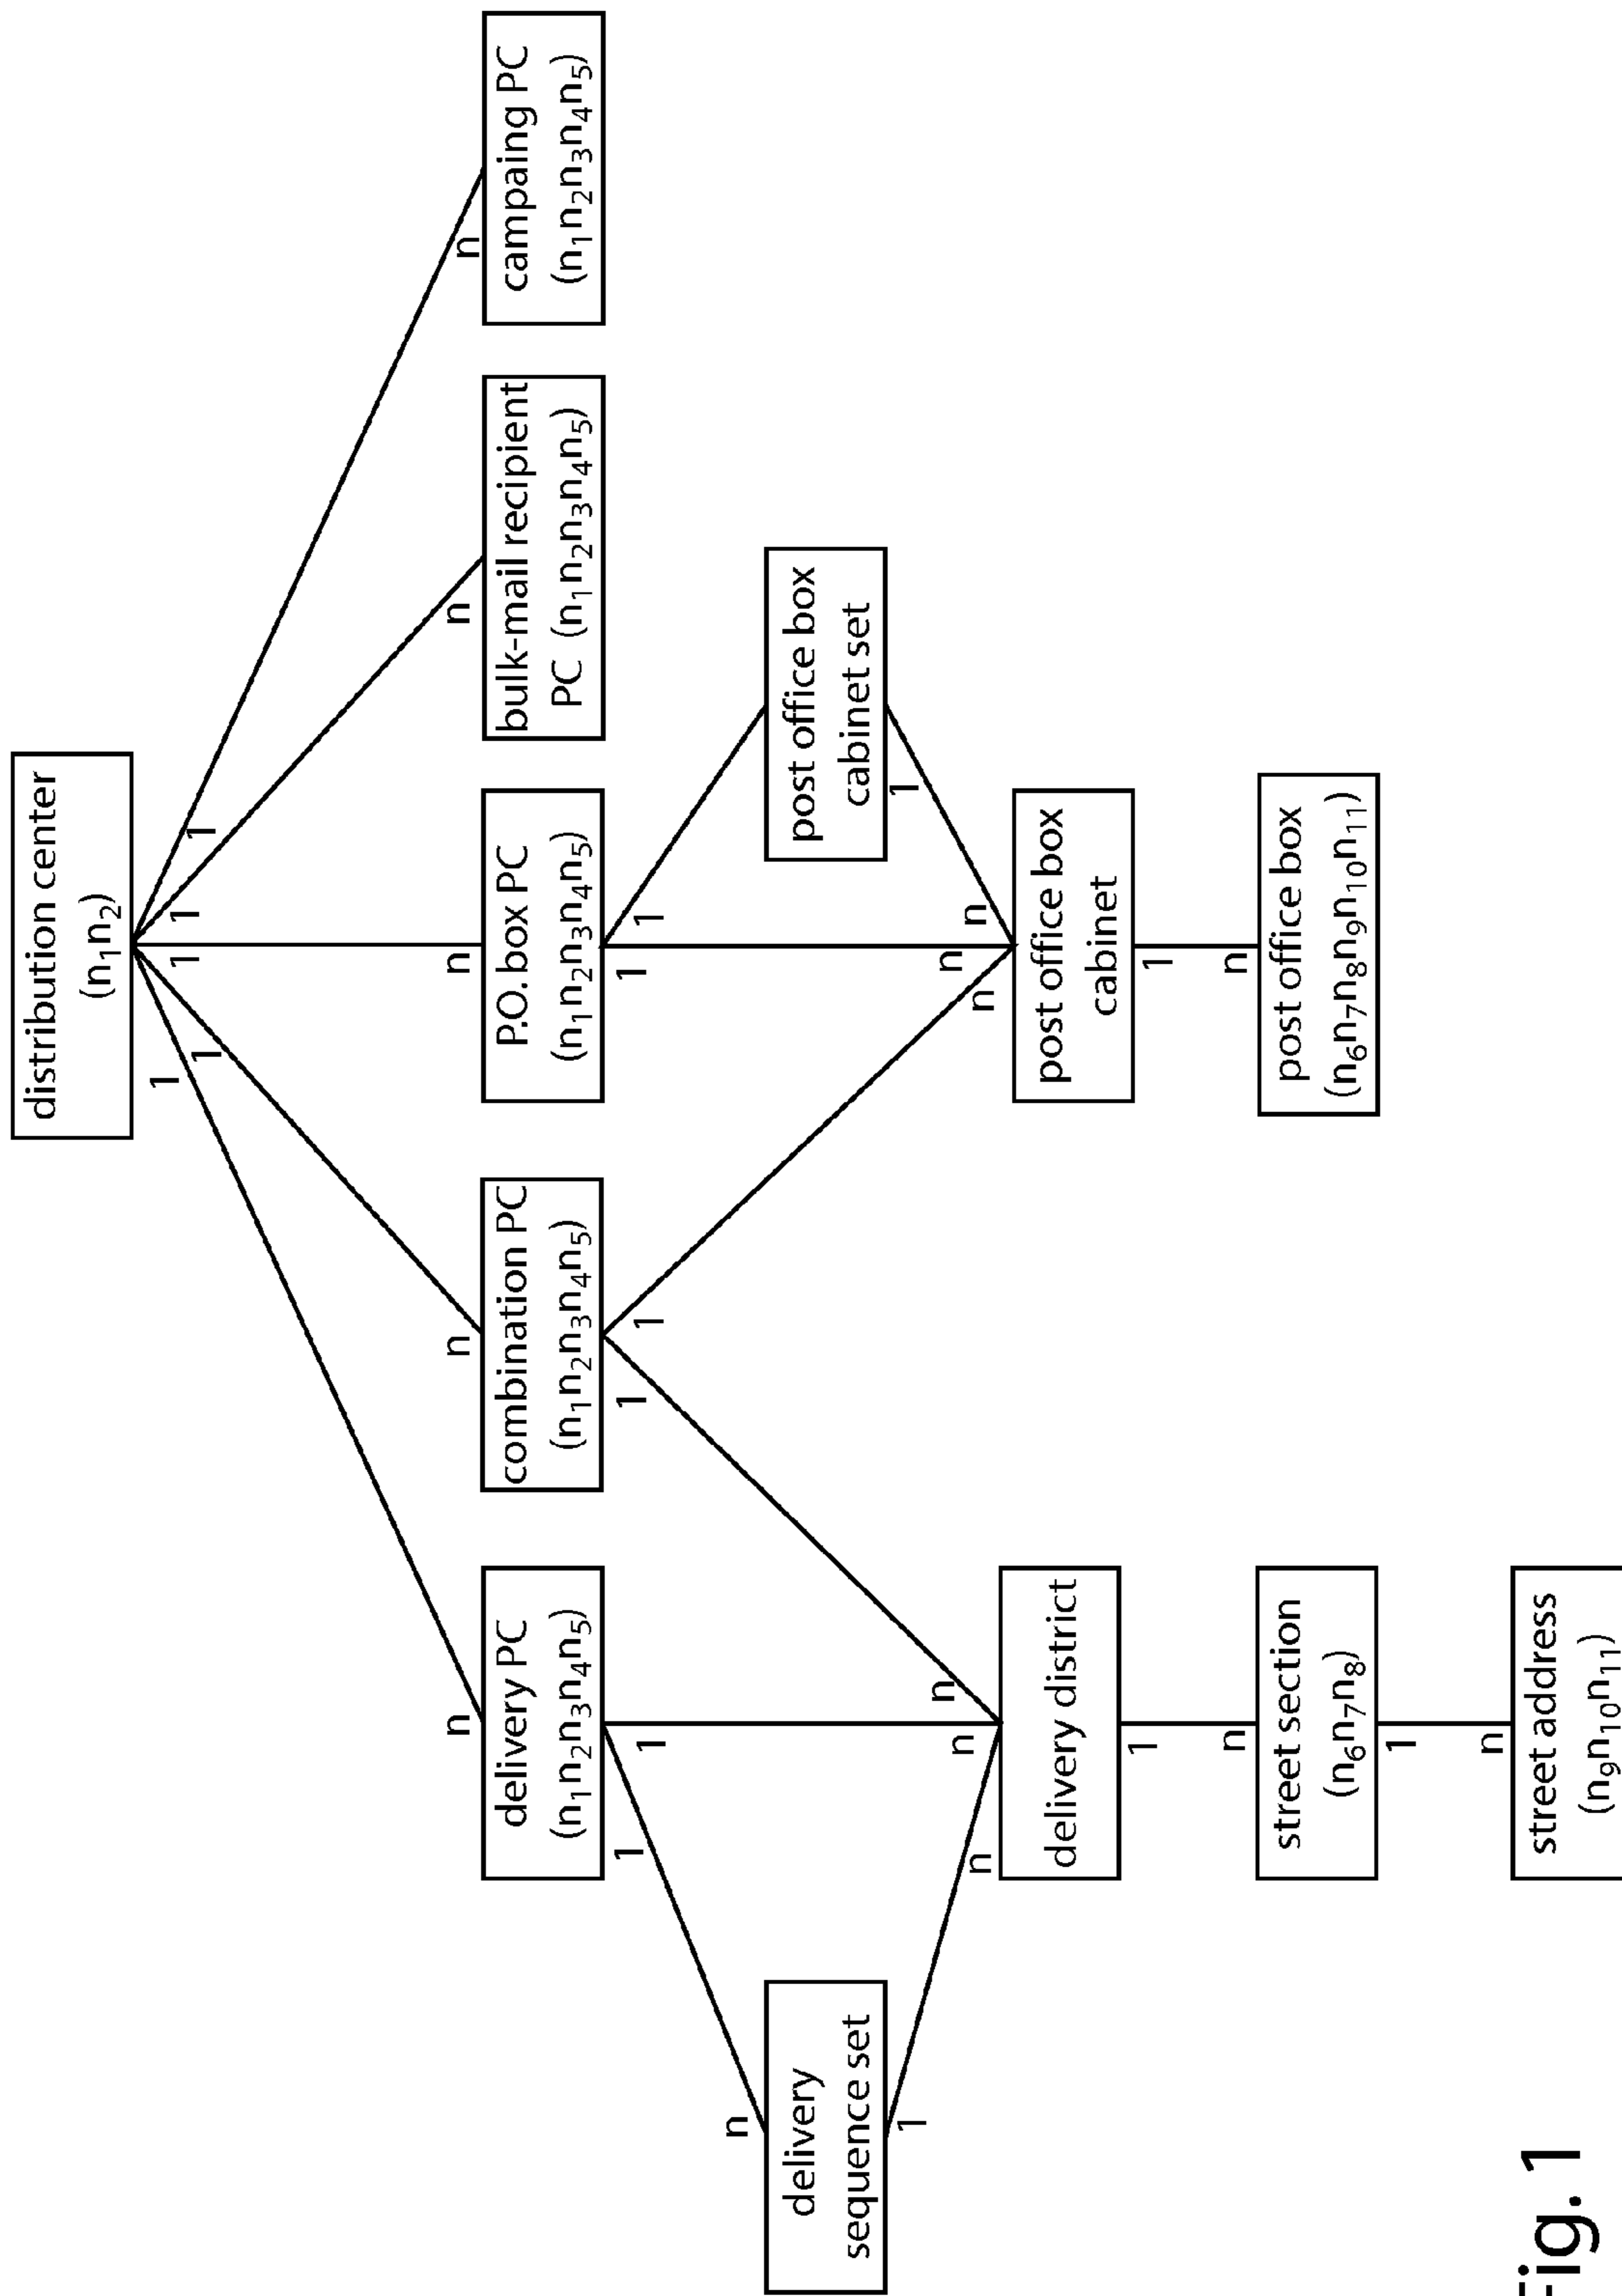 distribution center
(n₁n₂)
1 1 1 1 1
n n n n n
delivery PC
(n₁n₂n₃n₄n₅)
combination PC
(n₁n₂n₃n₄n₅)
P.O. box PC
(n₁n₂n₃n₄n₅)
bulk-mail recipient
PC (n₁n₂n₃n₄n₅)
campaing PC
(n₁n₂n₃n₄n₅)
1 1 1 1 1 1
n
delivery
sequence set
post office box
cabinet set
1 1
n n n n n n
delivery district
post office box
cabinet
1 1
n n
street section
(n₆n₇n₈)
post office box
(n₆n₇n₈n₉n₁₀n₁₁)
1
n
street address
(n₉n₁₀n₁₁)
Fig. 1